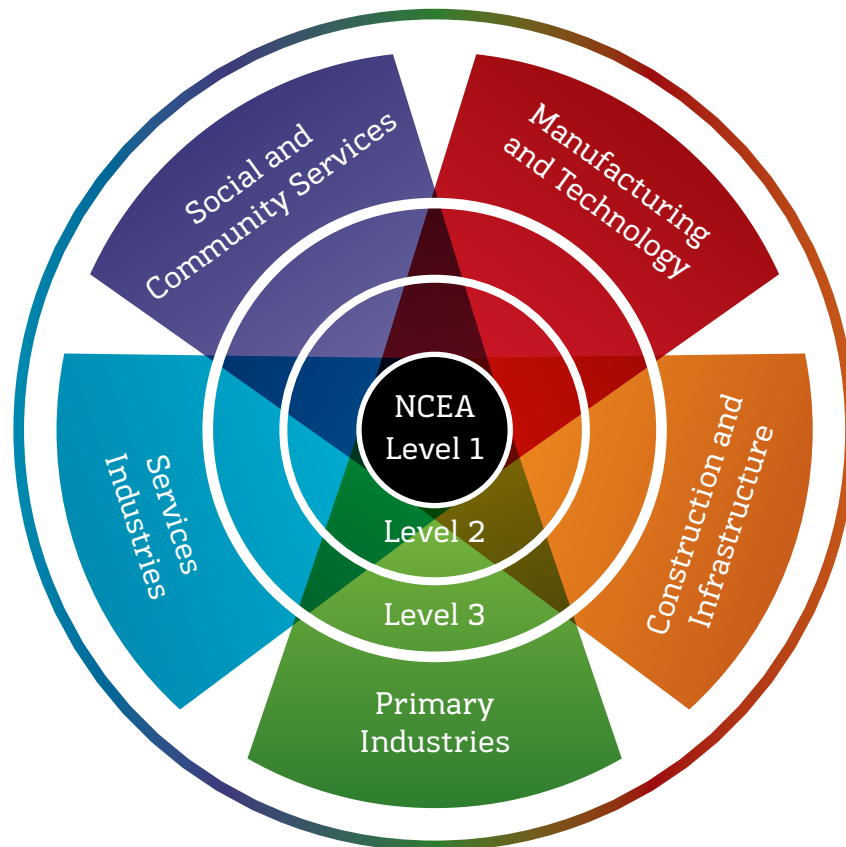 Social and
Community Services
Manufacturing
and Technology
NCEA
Level 1
Services
Industries
Construction and
Infrastructure
Level 2
Level 3
Primary
Industries